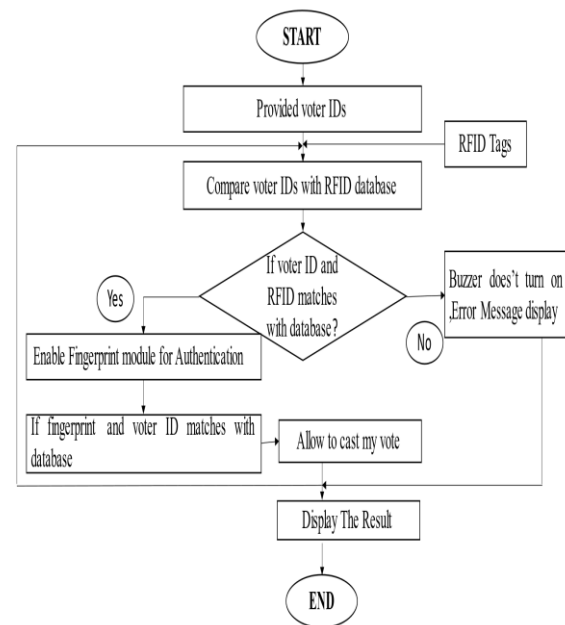 START
Provided voter IDs
RFID Tags
Compare voter IDs with RFID database
If voter ID and
RFID matches
with database?
Buzzer does't turn on
,Error Message display
Yes
No
Enable Fingerprint module for Authentication
If fingerprint and voter ID matches with
database
Allow to cast my vote
Display The Result
END